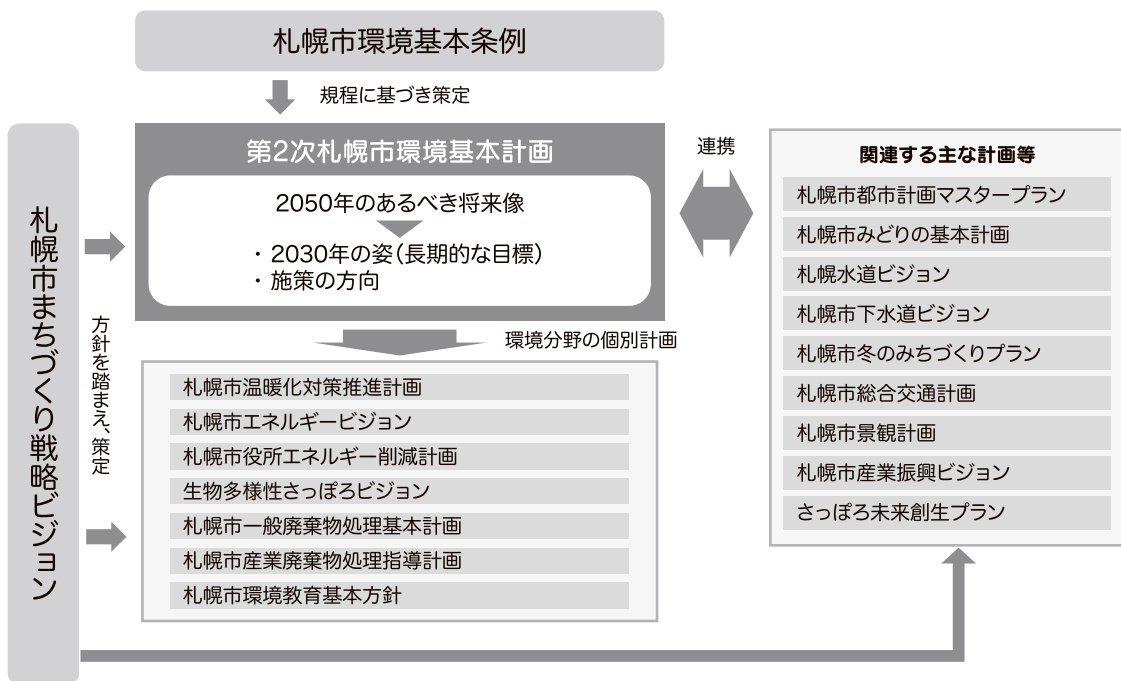 札幌市環境基本条例
規程に基づき策定
札幌市まちづくり戦略ビジョン
方針を踏まえ、策定
第2次札幌市環境基本計画
2050年のあるべき将来像
・ 2030年の姿(長期的な目標)
・ 施策の方向
環境分野の個別計画
札幌市温暖化対策推進計画
札幌市エネルギービジョン
札幌市役所エネルギー削減計画
生物多様性さっぽろビジョン
札幌市一般廃棄物処理基本計画
札幌市産業廃棄物処理指導計画
札幌市環境教育基本方針
連携
関連する主な計画等
札幌市都市計画マスタープラン
札幌市みどりの基本計画
札幌水道ビジョン
札幌市下水道ビジョン
札幌市冬のみちづくりプラン
札幌市総合交通計画
札幌市景観計画
札幌市産業振興ビジョン
さっぽろ未来創生プラン